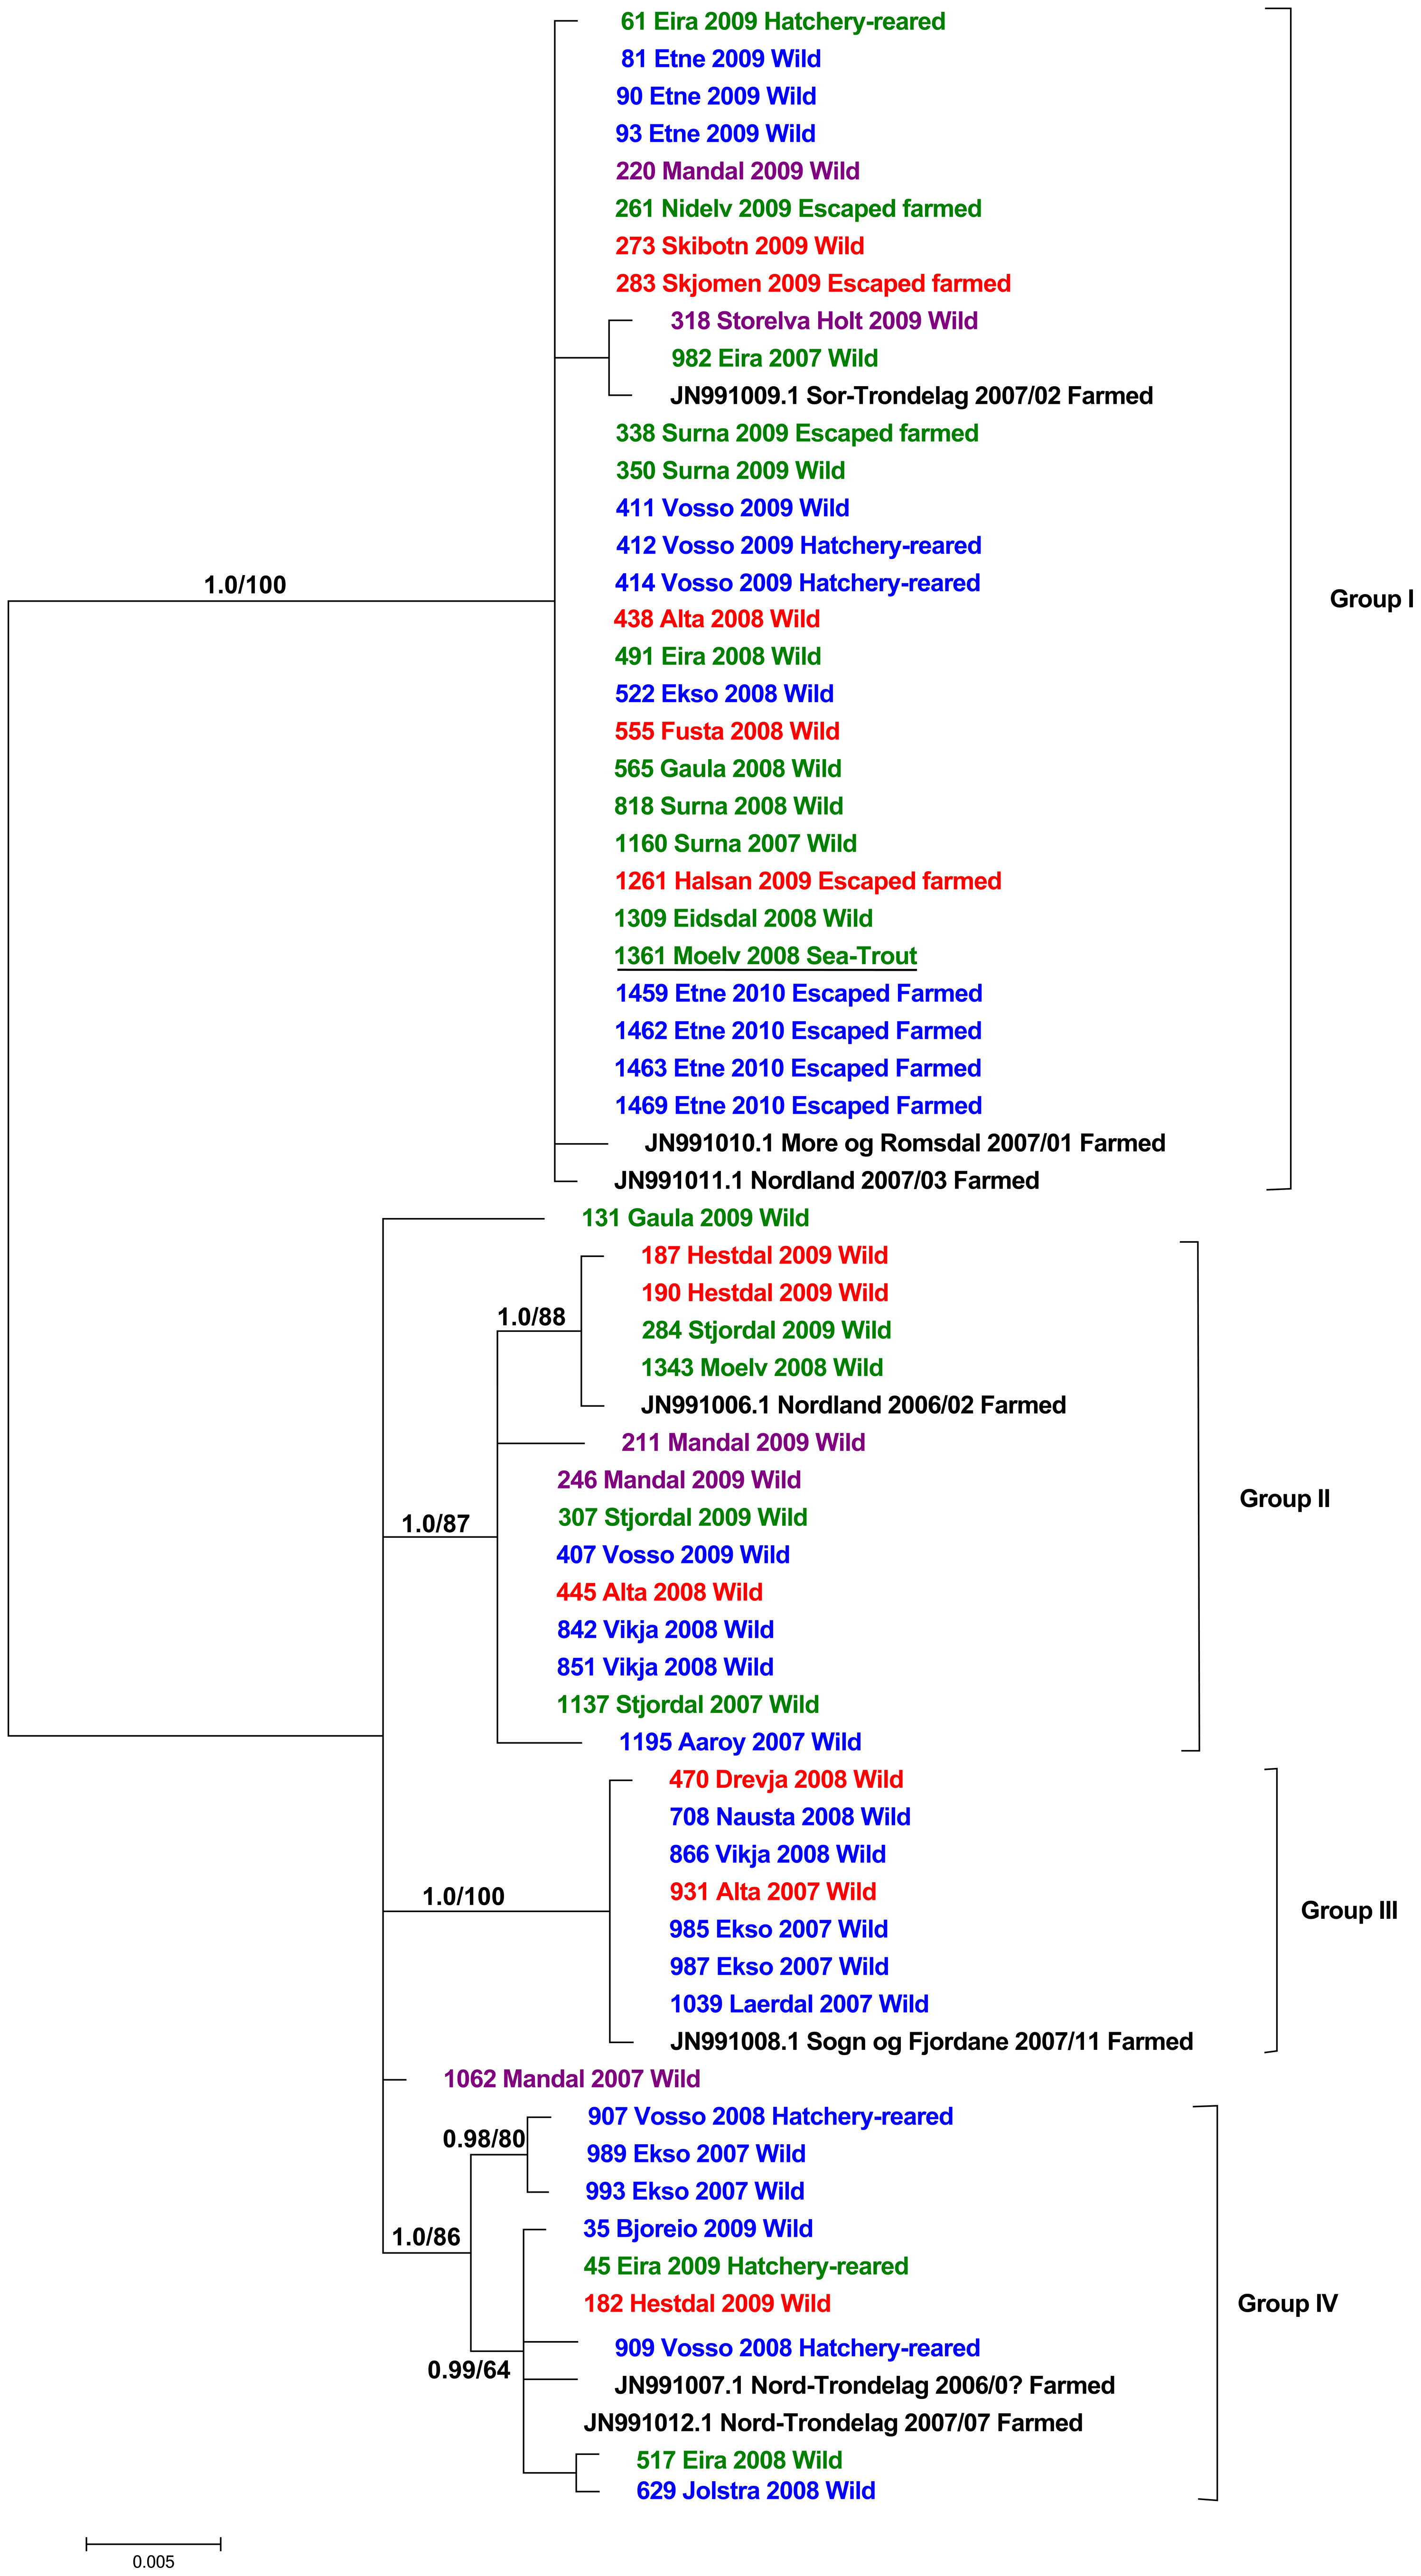 61 Eira 2009 Hatchery-reared
81 Etne 2009 Wild
90 Etne 2009 Wild
93 Etne 2009 Wild
220 Mandal 2009 Wild
261 Nidelv 2009 Escaped farmed
273 Skibotn 2009 Wild
283 Skjomen 2009 Escaped farmed
318 Storelva Holt 2009 Wild
982 Eira 2007 Wild
JN991009.1 Sor-Trondelag 2007/02 Farmed
338 Surna 2009 Escaped farmed
350 Surna 2009 Wild
411 Vosso 2009 Wild
412 Vosso 2009 Hatchery-reared
414 Vosso 2009 Hatchery-reared
1.0/100
Group I
438 Alta 2008 Wild
491 Eira 2008 Wild
522 Ekso 2008 Wild
555 Fusta 2008 Wild
565 Gaula 2008 Wild
818 Surna 2008 Wild
1160 Surna 2007 Wild
1261 Halsan 2009 Escaped farmed
1309 Eidsdal 2008 Wild
1361 Moelv 2008 Sea-Trout
1459 Etne 2010 Escaped Farmed
1462 Etne 2010 Escaped Farmed
1463 Etne 2010 Escaped Farmed
1469 Etne 2010 Escaped Farmed
JN991010.1 More og Romsdal 2007/01 Farmed
JN991011.1 Nordland 2007/03 Farmed
131 Gaula 2009 Wild
187 Hestdal 2009 Wild
190 Hestdal 2009 Wild
1.0/88
284 Stjordal 2009 Wild
1343 Moelv 2008 Wild
JN991006.1 Nordland 2006/02 Farmed
211 Mandal 2009 Wild
246 Mandal 2009 Wild
Group II
307 Stjordal 2009 Wild
1.0/87
407 Vosso 2009 Wild
445 Alta 2008 Wild
842 Vikja 2008 Wild
851 Vikja 2008 Wild
1137 Stjordal 2007 Wild
1195 Aaroy 2007 Wild
470 Drevja 2008 Wild
708 Nausta 2008 Wild
866 Vikja 2008 Wild
931 Alta 2007 Wild
1.0/100
Group III
985 Ekso 2007 Wild
987 Ekso 2007 Wild
1039 Laerdal 2007 Wild
JN991008.1 Sogn og Fjordane 2007/11 Farmed
1062 Mandal 2007 Wild
907 Vosso 2008 Hatchery-reared
0.98/80
989 Ekso 2007 Wild
993 Ekso 2007 Wild
35 Bjoreio 2009 Wild
1.0/86
45 Eira 2009 Hatchery-reared
182 Hestdal 2009 Wild
Group IV
909 Vosso 2008 Hatchery-reared
0.99/64
JN991007.1 Nord-Trondelag 2006/0? Farmed
JN991012.1 Nord-Trondelag 2007/07 Farmed
517 Eira 2008 Wild
629 Jolstra 2008 Wild
0.005